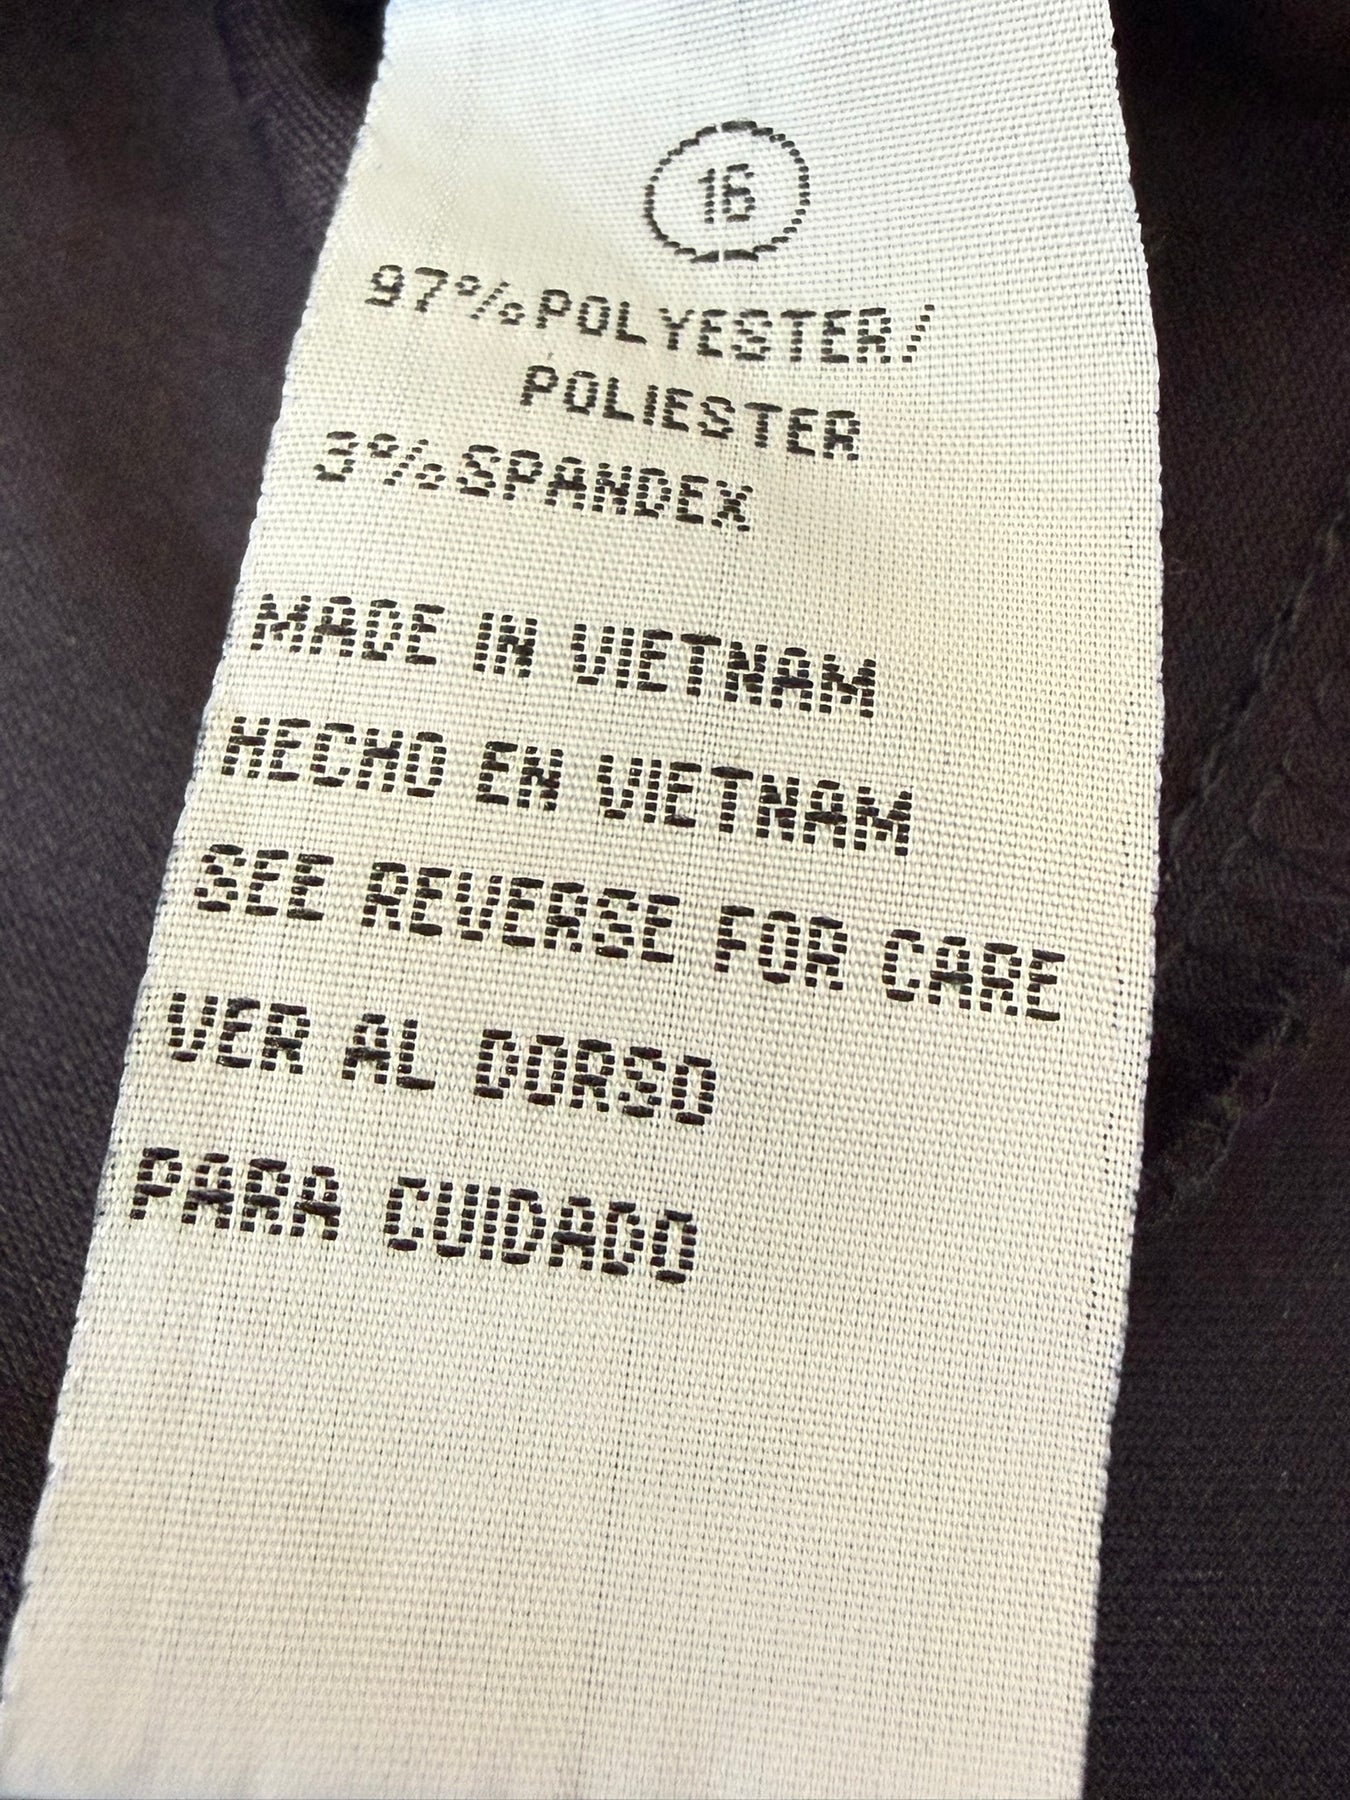 16
97%POLYESTER/
POLIESTER
3%SPANDEX
MADE IN VIETNAM
HECHO EN VIETNAM
SEE REVERSE FOR CARE
VER AL DORSO
PARA CUIDADO